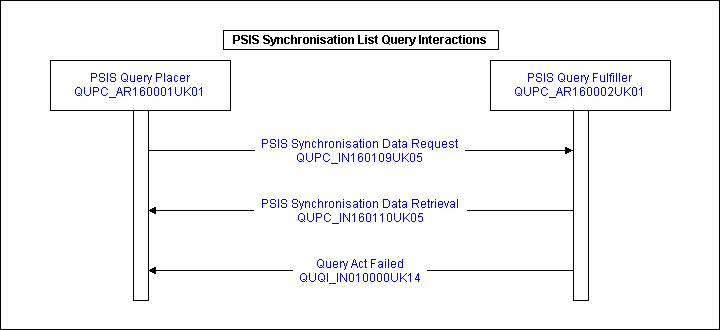 PSIS Synchronisation List Query Interactions
PSIS Query Placer
QUPC_AR160001UK01
PSIS Query Fulfiller
QUPC_AR160002UK01
PSIS Synchronisation Data Request
QUPC_IN160109UK05
PSIS Synchronisation Data Retrieval
QUPC_IN160110UK05
Query Act Failed
QUQI_IN010000UK14